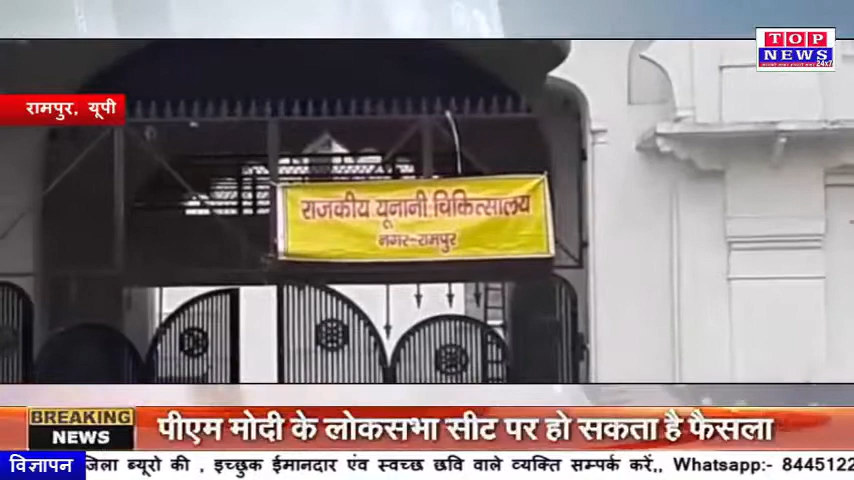 TOP
NEWS
24x7
रामपुर, यूपी
राजकीय यूनानी चिकित्सालय
नगर-रामपुर
BREAKING
NEWS
पीएम मोदी के लोकसभा सीट पर हो सकता है फैसला
विज्ञापन
जिला ब्यूरो की , इच्छुक ईमानदार एंव स्वच्छ छवि वाले व्यक्ति सम्पर्क करें,, Whatsapp:- 8445122